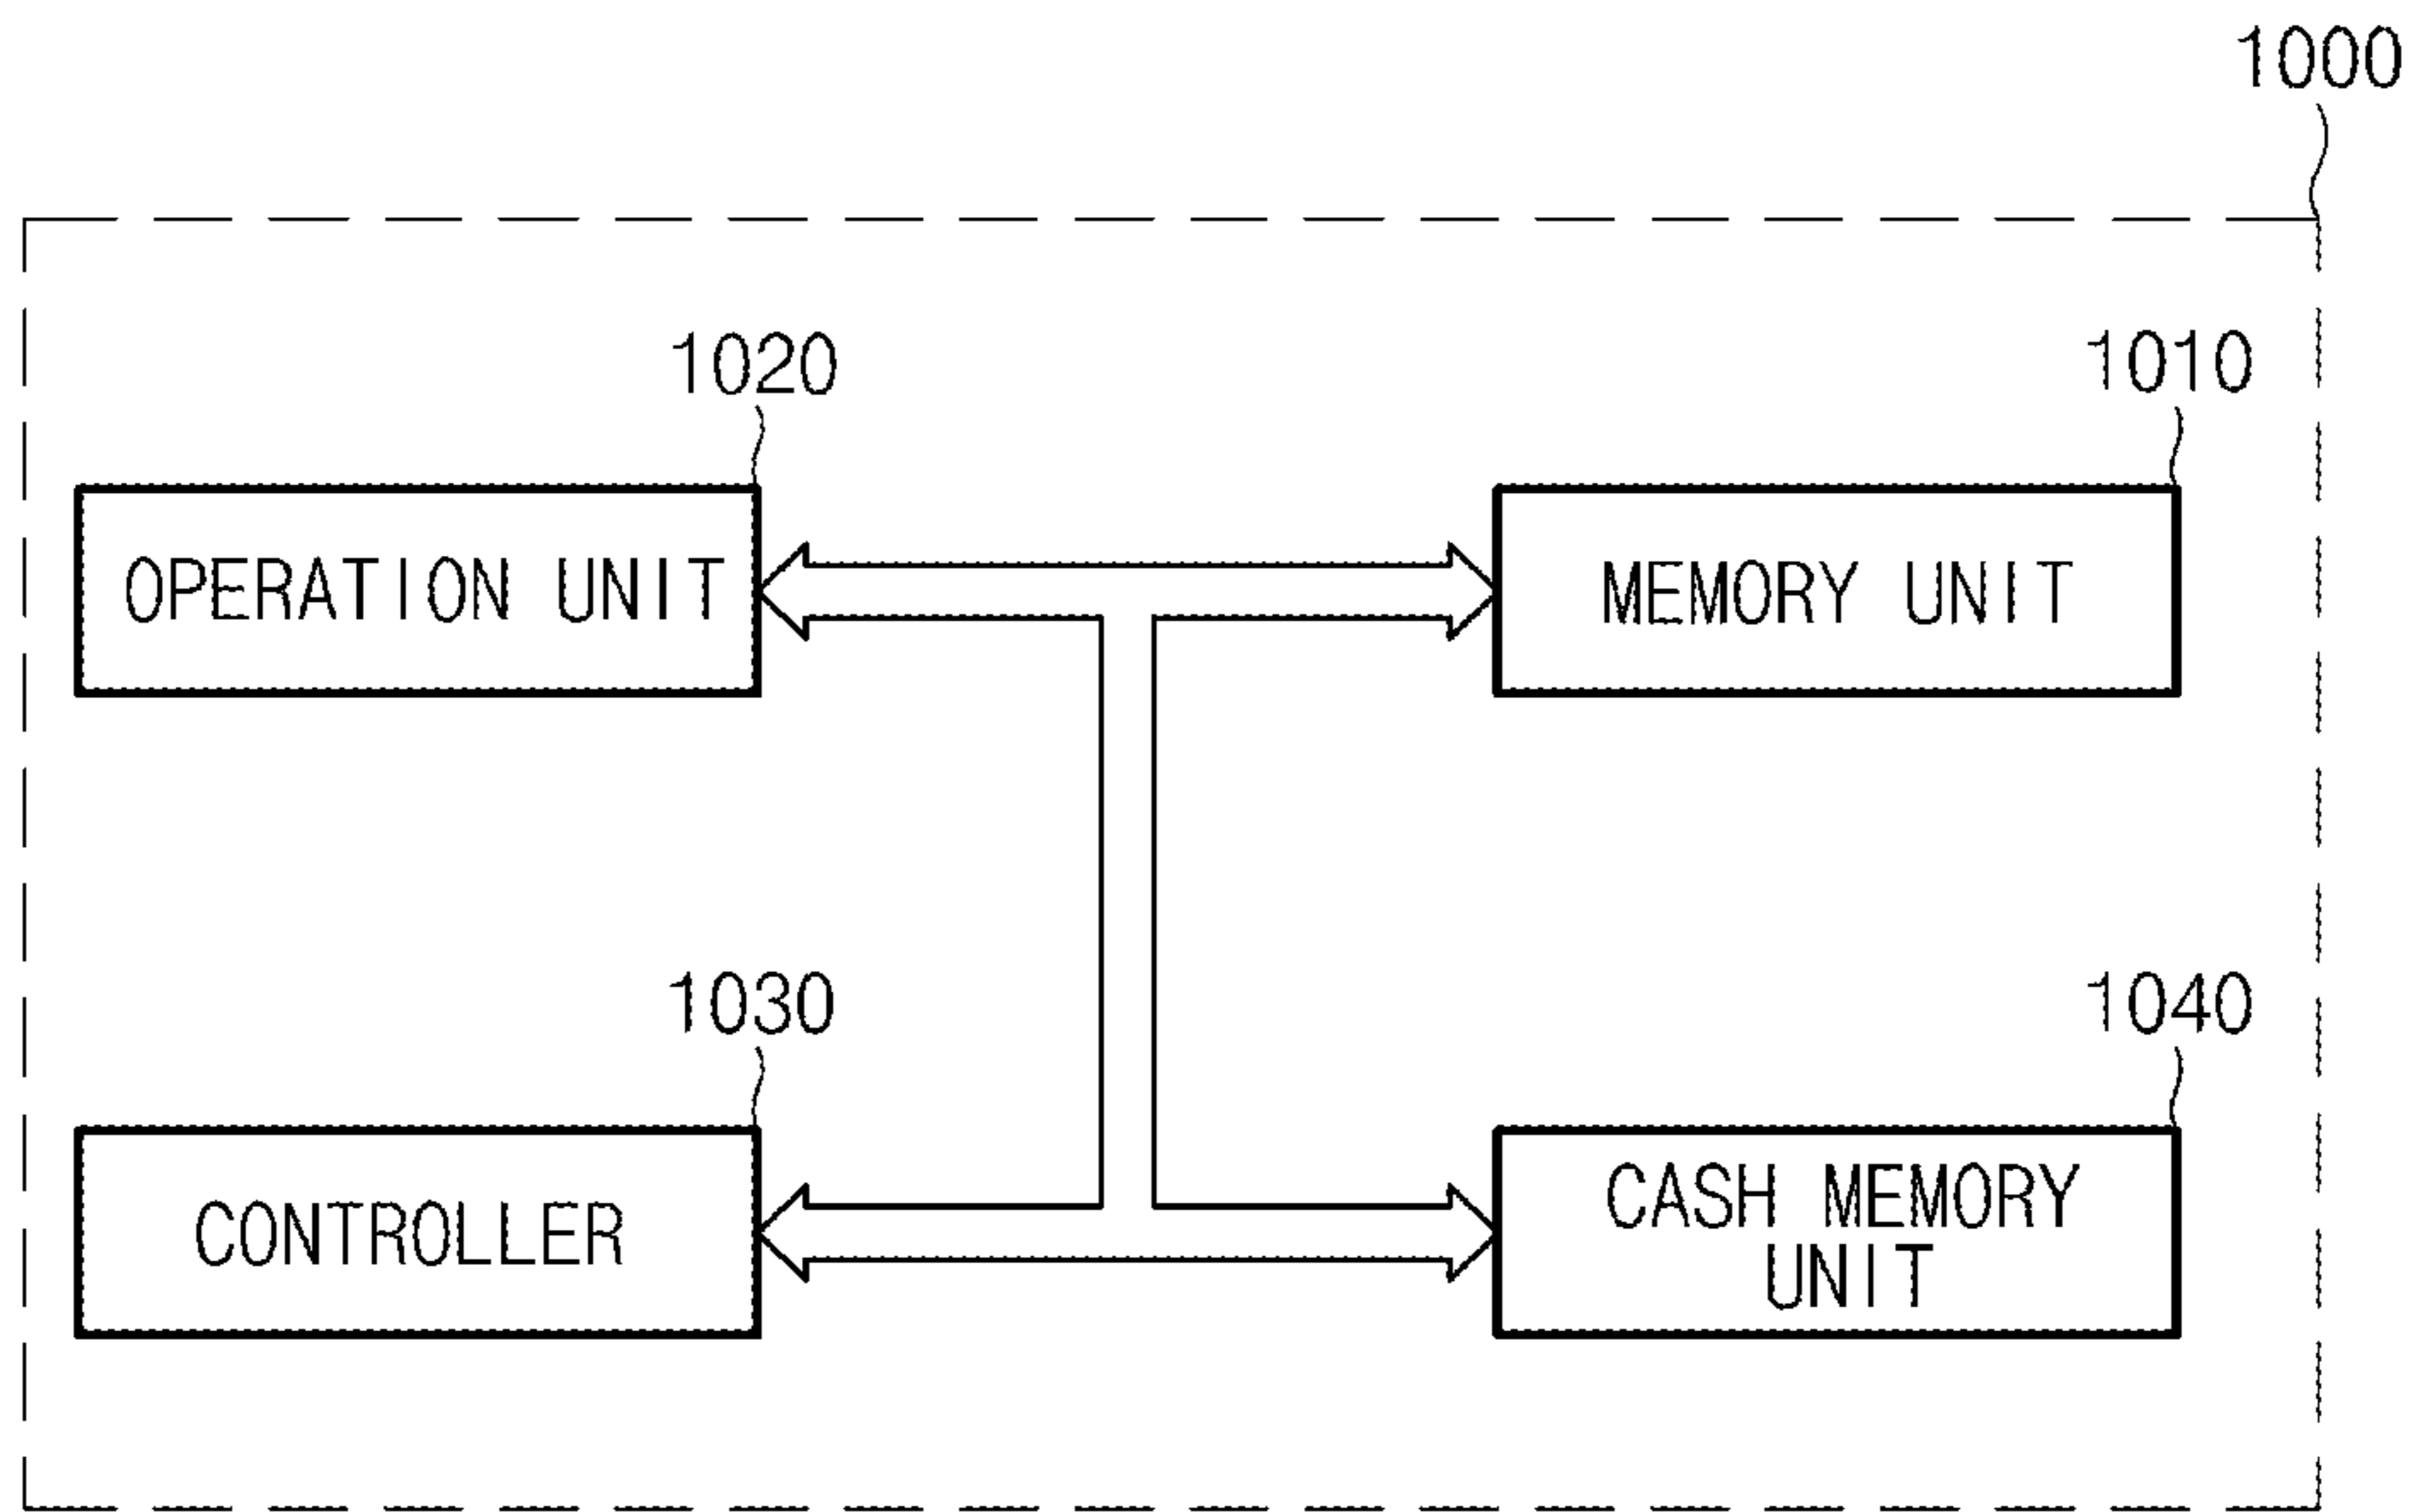 1000
1020
1010
OPERATION UNIT
MEMORY UNIT
1030
1040
CONTROLLER
CASH MEMORY
UNIT